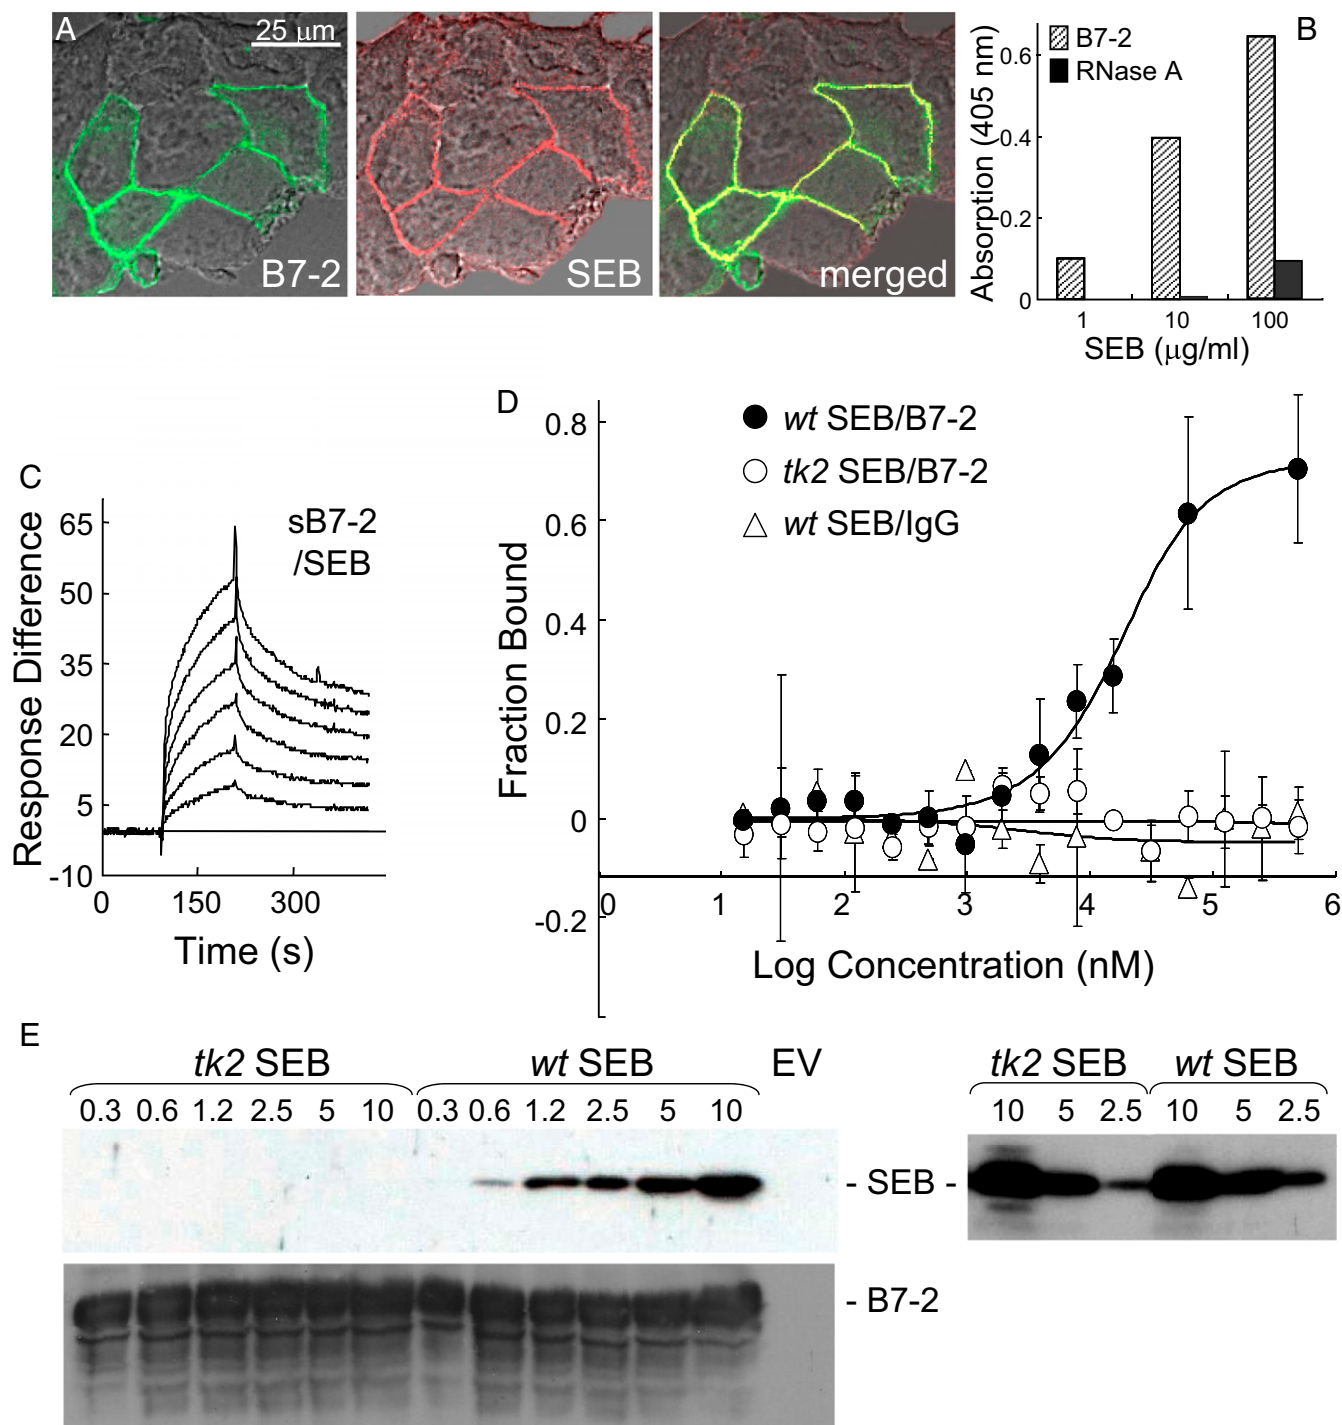 A
25 μm
B7-2
SEB
merged
B
B7-2
RNase A
Absorption (405 nm)
0.6
0.4
0.2
0
1
10
100
SEB (μg/ml)
C
sB7-2
/SEB
Response Difference
65
50
35
20
5
-10
0
150
300
Time (s)
D
wt SEB/B7-2
tk2 SEB/B7-2
wt SEB/IgG
Fraction Bound
0.8
0.6
0.4
0.2
0
-0.2
0
1
2
3
4
5
6
Log Concentration (nM)
E
tk2 SEB
wt SEB
EV
0.3 0.6 1.2 2.5 5 10 0.3 0.6 1.2 2.5 5 10
tk2 SEB
wt SEB
10 5 2.5 10 5 2.5
- SEB -
- B7-2